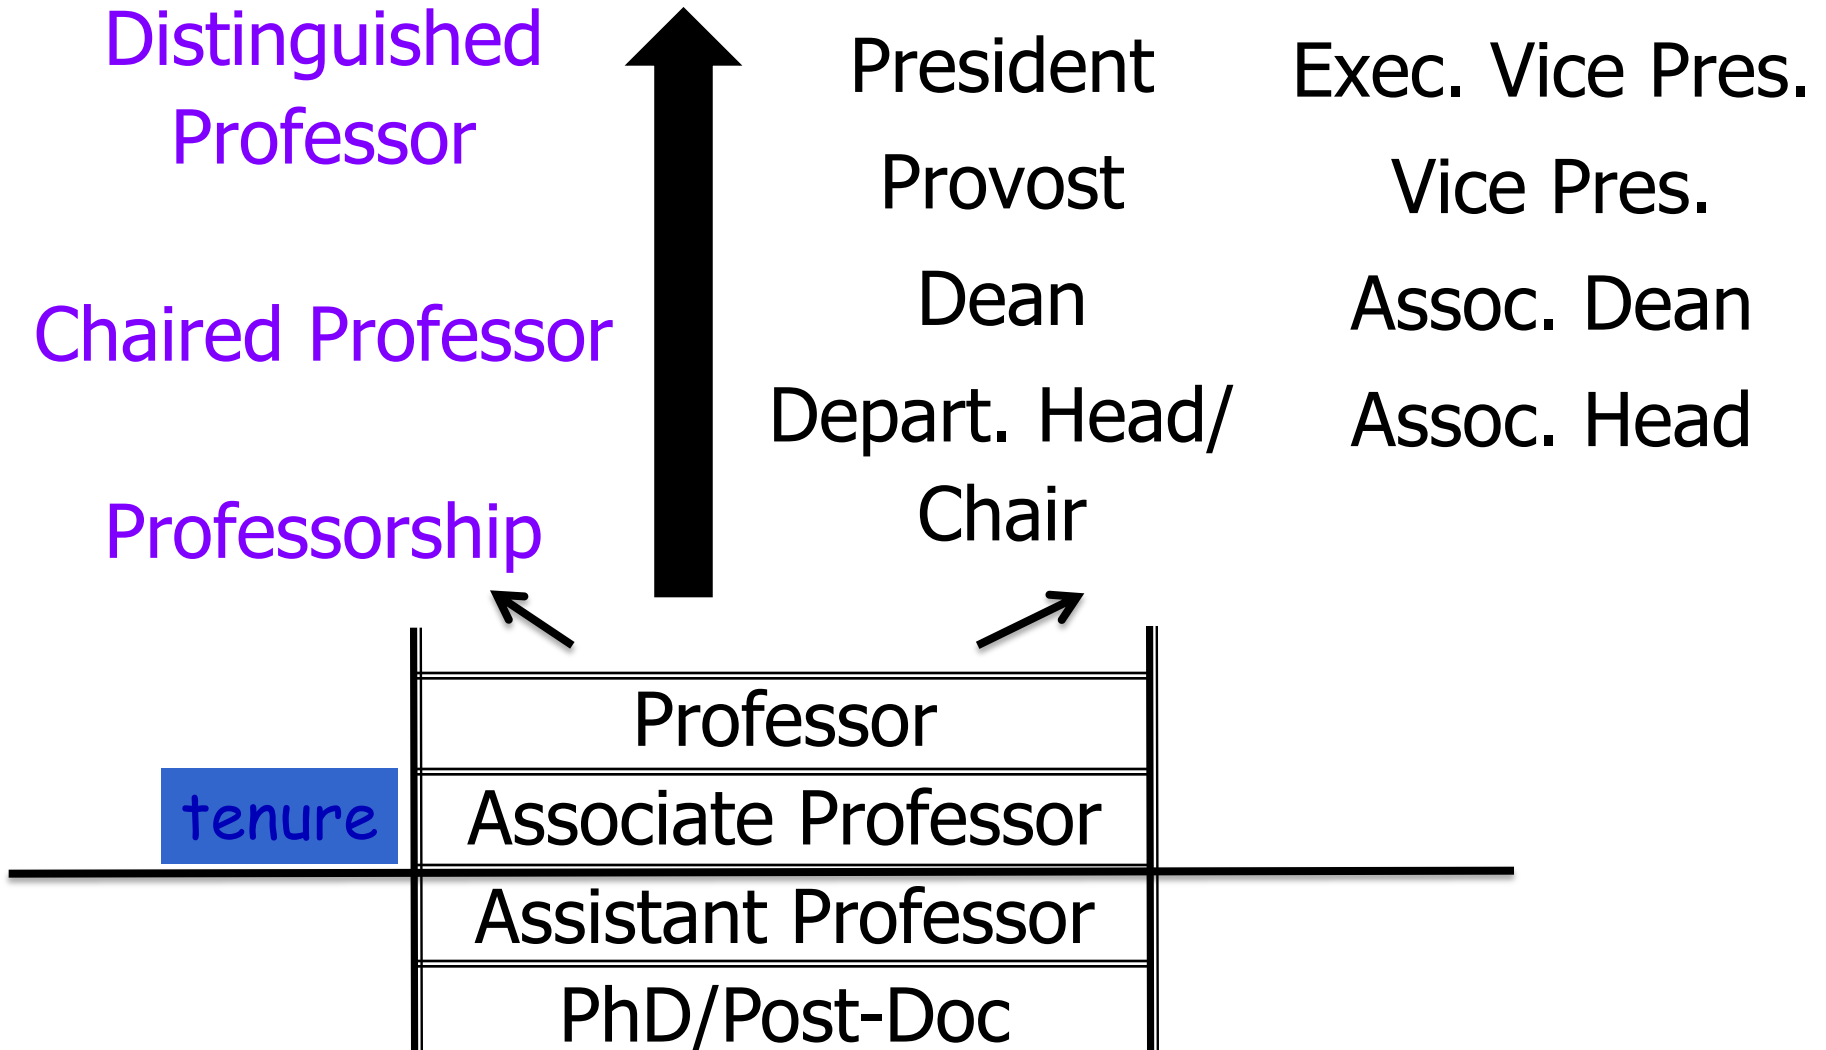 Distinguished
Professor
Chaired Professor
Professorship
President
Provost
Dean
Depart. Head/
Chair
Exec. Vice Pres.
Vice Pres.
Assoc. Dean
Assoc. Head
Professor
tenure
Associate Professor
Assistant Professor
PhD/Post-Doc